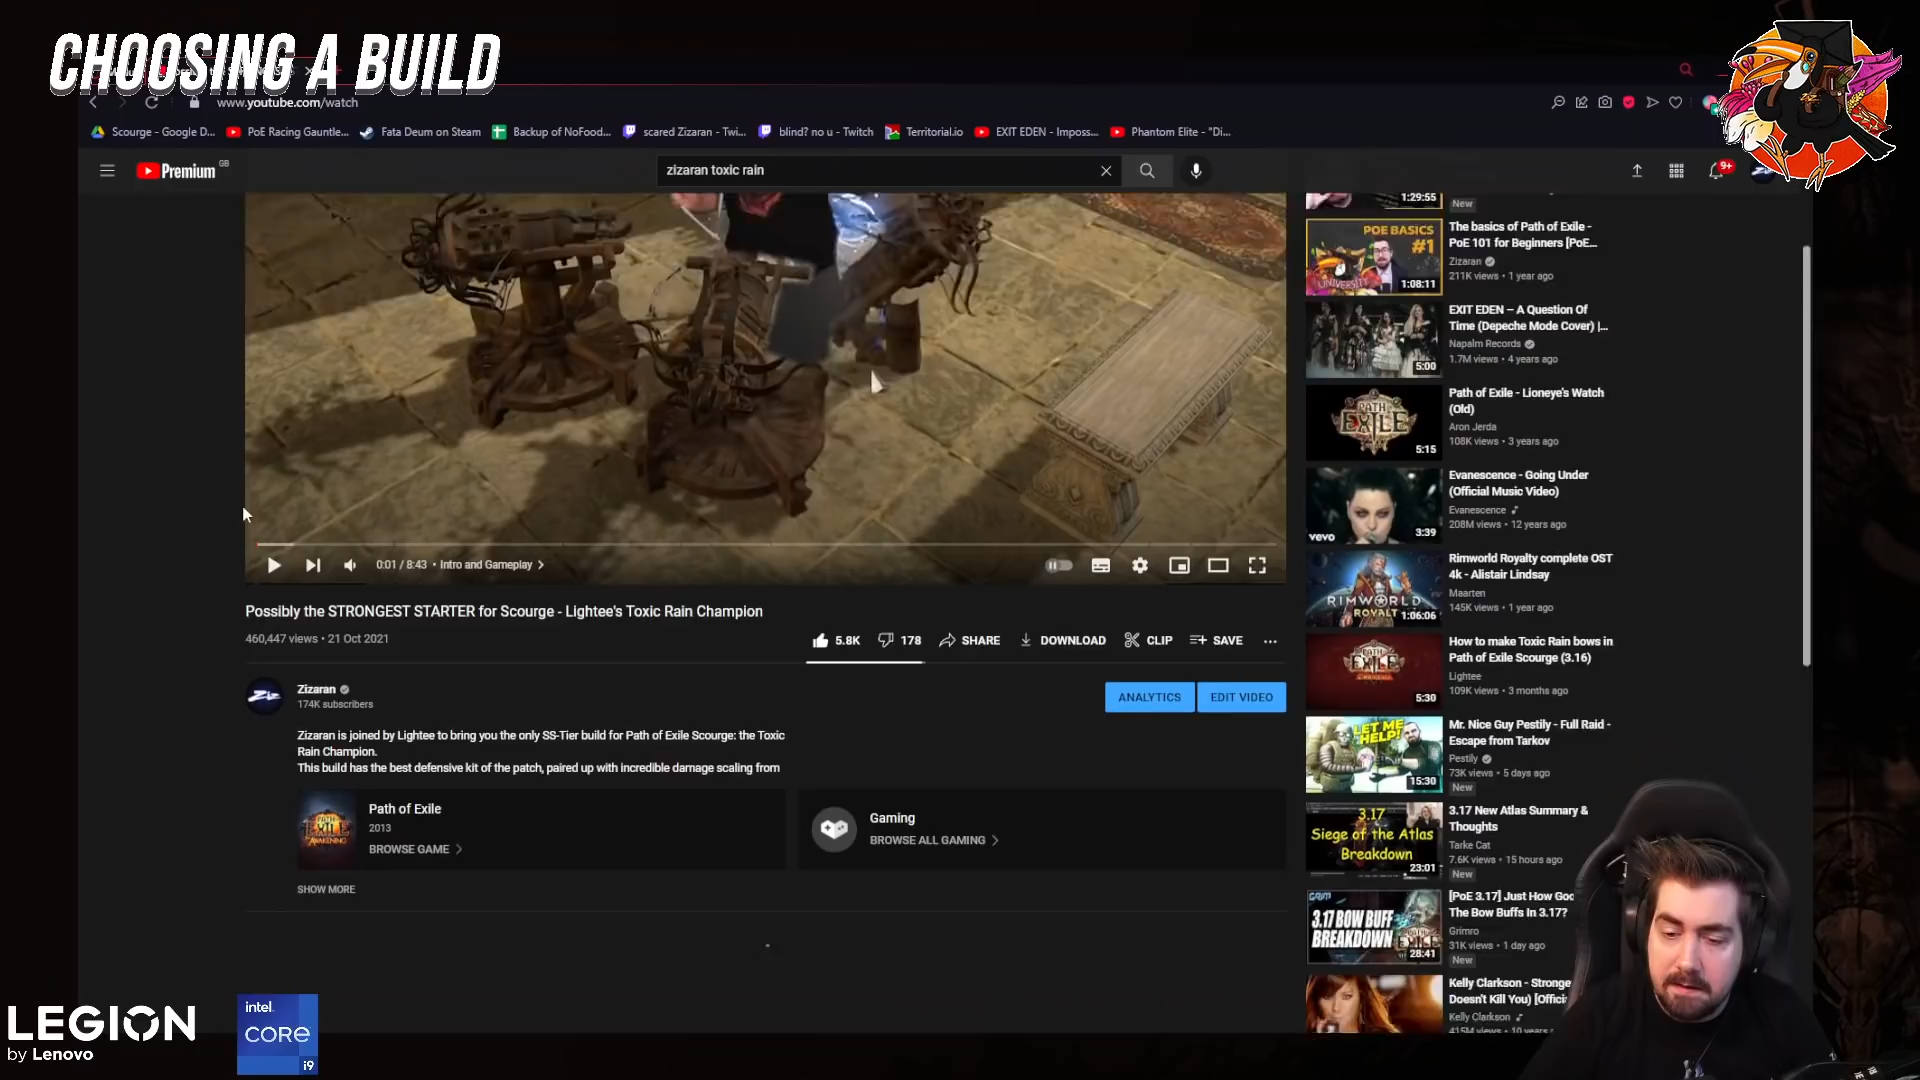 CHOOSING A BUILD
www.youtube.com/watch
Scourge - Google D...
PoE Racing Gauntle...
Fata Deum on Steam
Backup of NoFood...
scared Zizaran - Twi...
blind? no u - Twitch
Territorial.io
EXIT EDEN - Imposs...
Phantom Elite - "Di...
Premium GB
zizaran toxic rain
9+
0:01 / 8:43 • Intro and Gameplay
Possibly the STRONGEST STARTER for Scourge - Lightee's Toxic Rain Champion
460,447 views • 21 Oct 2021
5.8K
178
SHARE
DOWNLOAD
CLIP
SAVE
Zizaran
174K subscribers
ANALYTICS
EDIT VIDEO
Zizaran is joined by Lightee to bring you the only SS-Tier build for Path of Exile Scourge: the Toxic
Rain Champion.
This build has the best defensive kit of the patch, paired up with incredible damage scaling from
Path of Exile
2013
BROWSE GAME
Gaming
BROWSE ALL GAMING
SHOW MORE
1:29:55
New
POE BASICS
#1
UNIVERSITY
1:08:11
The basics of Path of Exile -
PoE 101 for Beginners [PoE...
Zizaran
211K views • 1 year ago
5:00
EXIT EDEN – A Question Of
Time (Depeche Mode Cover) |...
Napalm Records
1.7M views • 4 years ago
PATH OF EXILE
5:15
Path of Exile - Lioneye's Watch
(Old)
Aron Jerda
108K views • 3 years ago
vevo
3:39
Evanescence - Going Under
(Official Music Video)
Evanescence
208M views • 12 years ago
RIMWORLD
ROYALTY
1:06:06
Rimworld Royalty complete OST
4k - Alistair Lindsay
Maarten
145K views • 1 year ago
PATH OF EXILE
5:30
How to make Toxic Rain bows in
Path of Exile Scourge (3.16)
Lightee
109K views • 3 months ago
LET ME
HELP!
15:30
Mr. Nice Guy Pestily - Full Raid -
Escape from Tarkov
Pestily
73K views • 5 days ago
New
3.17
Siege of the Atlas
Breakdown
23:01
3.17 New Atlas Summary &
Thoughts
Tarke Cat
7.6K views • 15 hours ago
New
GRIM
3.17 BOW BUFF
BREAKDOWN
28:41
[PoE 3.17] Just How Goo
The Bow Buffs In 3.17?
Grimro
31K views • 1 day ago
New
Kelly Clarkson - Stronge
Doesn't Kill You) [Offici
Kelly Clarkson
415M views • 10 years
LEGION
by Lenovo
intel
CORE
i9